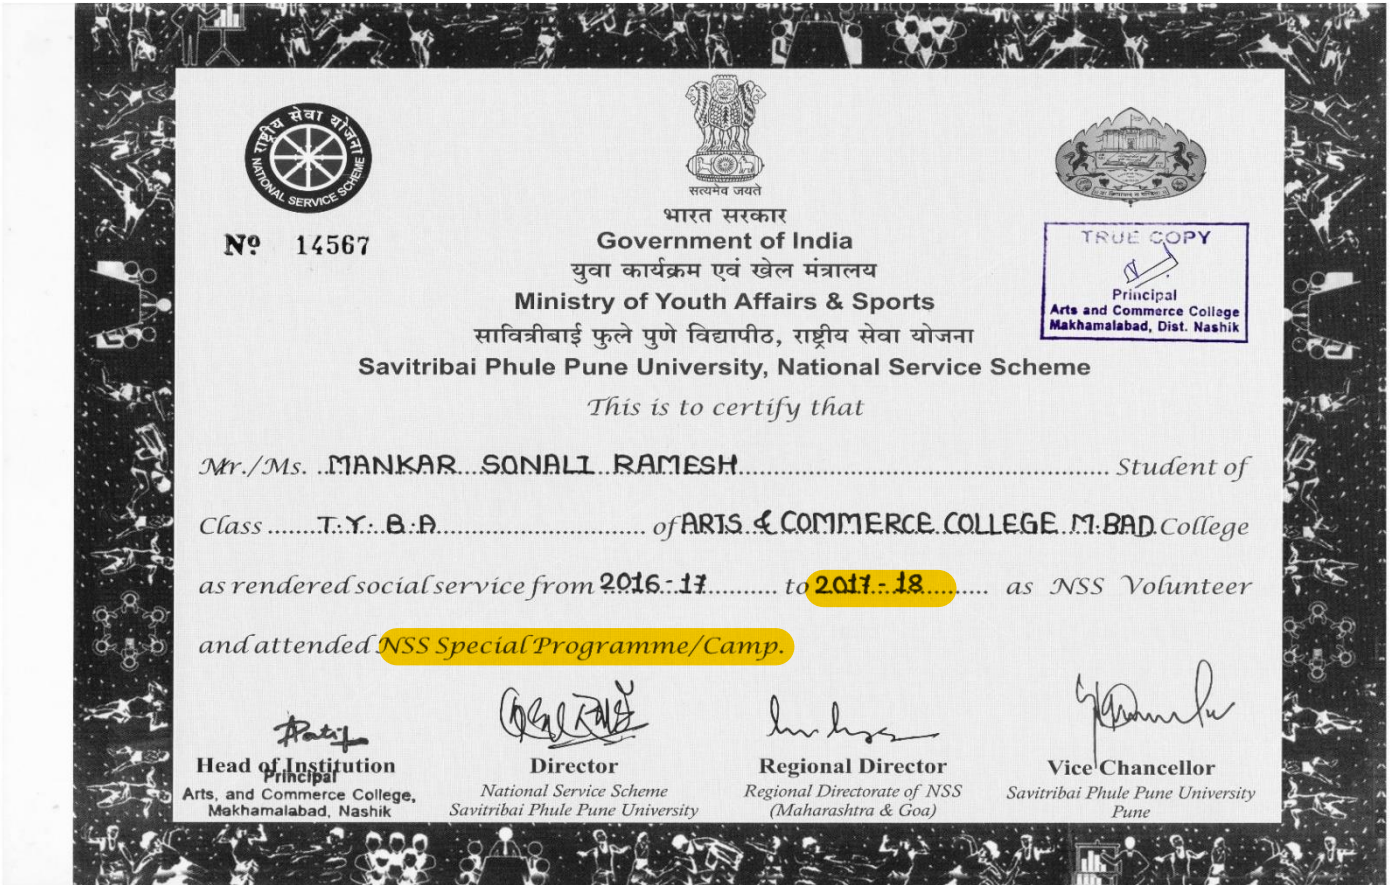 राष्ट्रीय सेवा योजना
NATIONAL SERVICE SCHEME
सत्यमेव जयते
Nº 14567
भारत सरकार
Government of India
युवा कार्यक्रम एवं खेल मंत्रालय
Ministry of Youth Affairs & Sports
सावित्रीबाई फुले पुणे विद्यापीठ, राष्ट्रीय सेवा योजना
Savitribai Phule Pune University, National Service Scheme
TRUE COPY
Principal
Arts and Commerce College
Makhamalabad, Dist. Nashik
This is to certify that
Mr./Ms. MANKAR SONALI RAMESH Student of
Class T.Y.B.A of ARTS & COMMERCE COLLEGE M.BAD. College
as rendered social service from 2016-17 to 2017-18 as NSS Volunteer
and attended NSS Special Programme/Camp.
Head of Institution
Principal
Arts, and Commerce College,
Makhamalabad, Nashik
Director
National Service Scheme
Savitribai Phule Pune University
Regional Director
Regional Directorate of NSS
(Maharashtra & Goa)
Vice Chancellor
Savitribai Phule Pune University
Pune